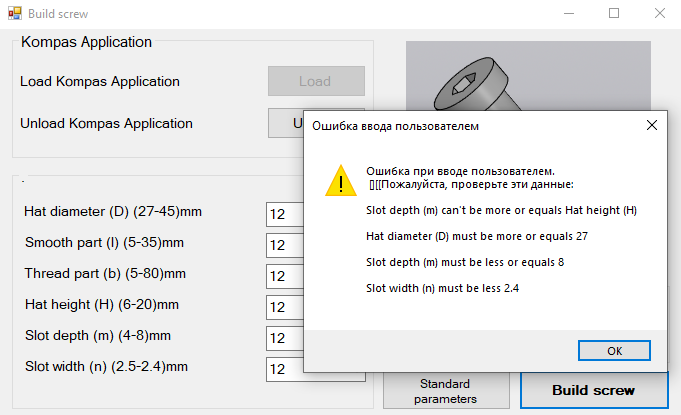 Build screw
Kompas Application
Load Kompas Application
Load
Unload Kompas Application
U
.
Hat diameter (D) (27-45)mm
12
Smooth part (l) (5-35)mm
12
Thread part (b) (5-80)mm
12
Hat height (H) (6-20)mm
12
Slot depth (m) (4-8)mm
12
Slot width (n) (2.5-2.4)mm
12
Ошибка ввода пользователем
Ошибка при вводе пользователем.
[][[Пожалуйста, проверьте эти данные:
Slot depth (m) can't be more or equals Hat height (H)
Hat diameter (D) must be more or equals 27
Slot depth (m) must be less or equals 8
Slot width (n) must be less 2.4
OK
Standard
parameters
Build screw